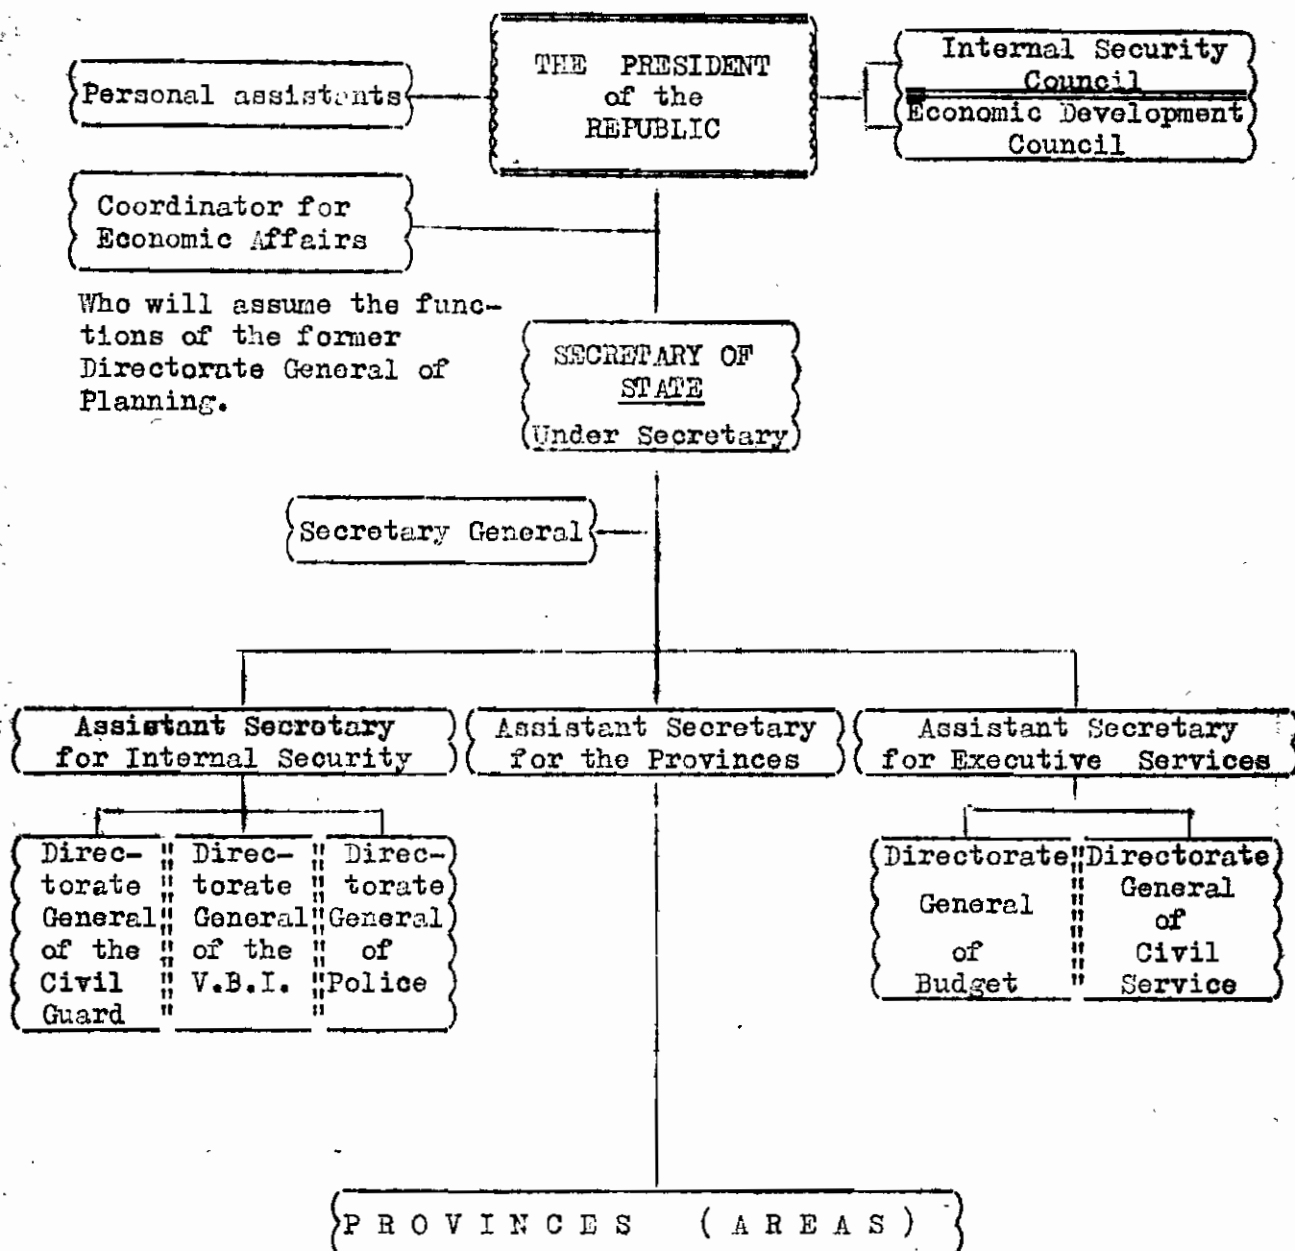 THE PRESIDENT
of the
REPUBLIC
Personal assistants
Internal Security
Council
Economic Development
Council
Coordinator for
Economic Affairs
Who will assume the func-
tions of the former
Directorate General of
Planning.
SECRETARY OF
STATE
Under Secretary
Secretary General
Assistant Secretary
for Internal Security
Assistant Secretary
for the Provinces
Assistant Secretary
for Executive Services
Direc-
torate
General
of the
Civil
Guard
Direc-
torate
General
of the
V.B.I.
Direc-
torate
General
of
Police
Directorate
General
of
Budget
Directorate
General
of
Civil
Service
PROVINCES (AREAS)